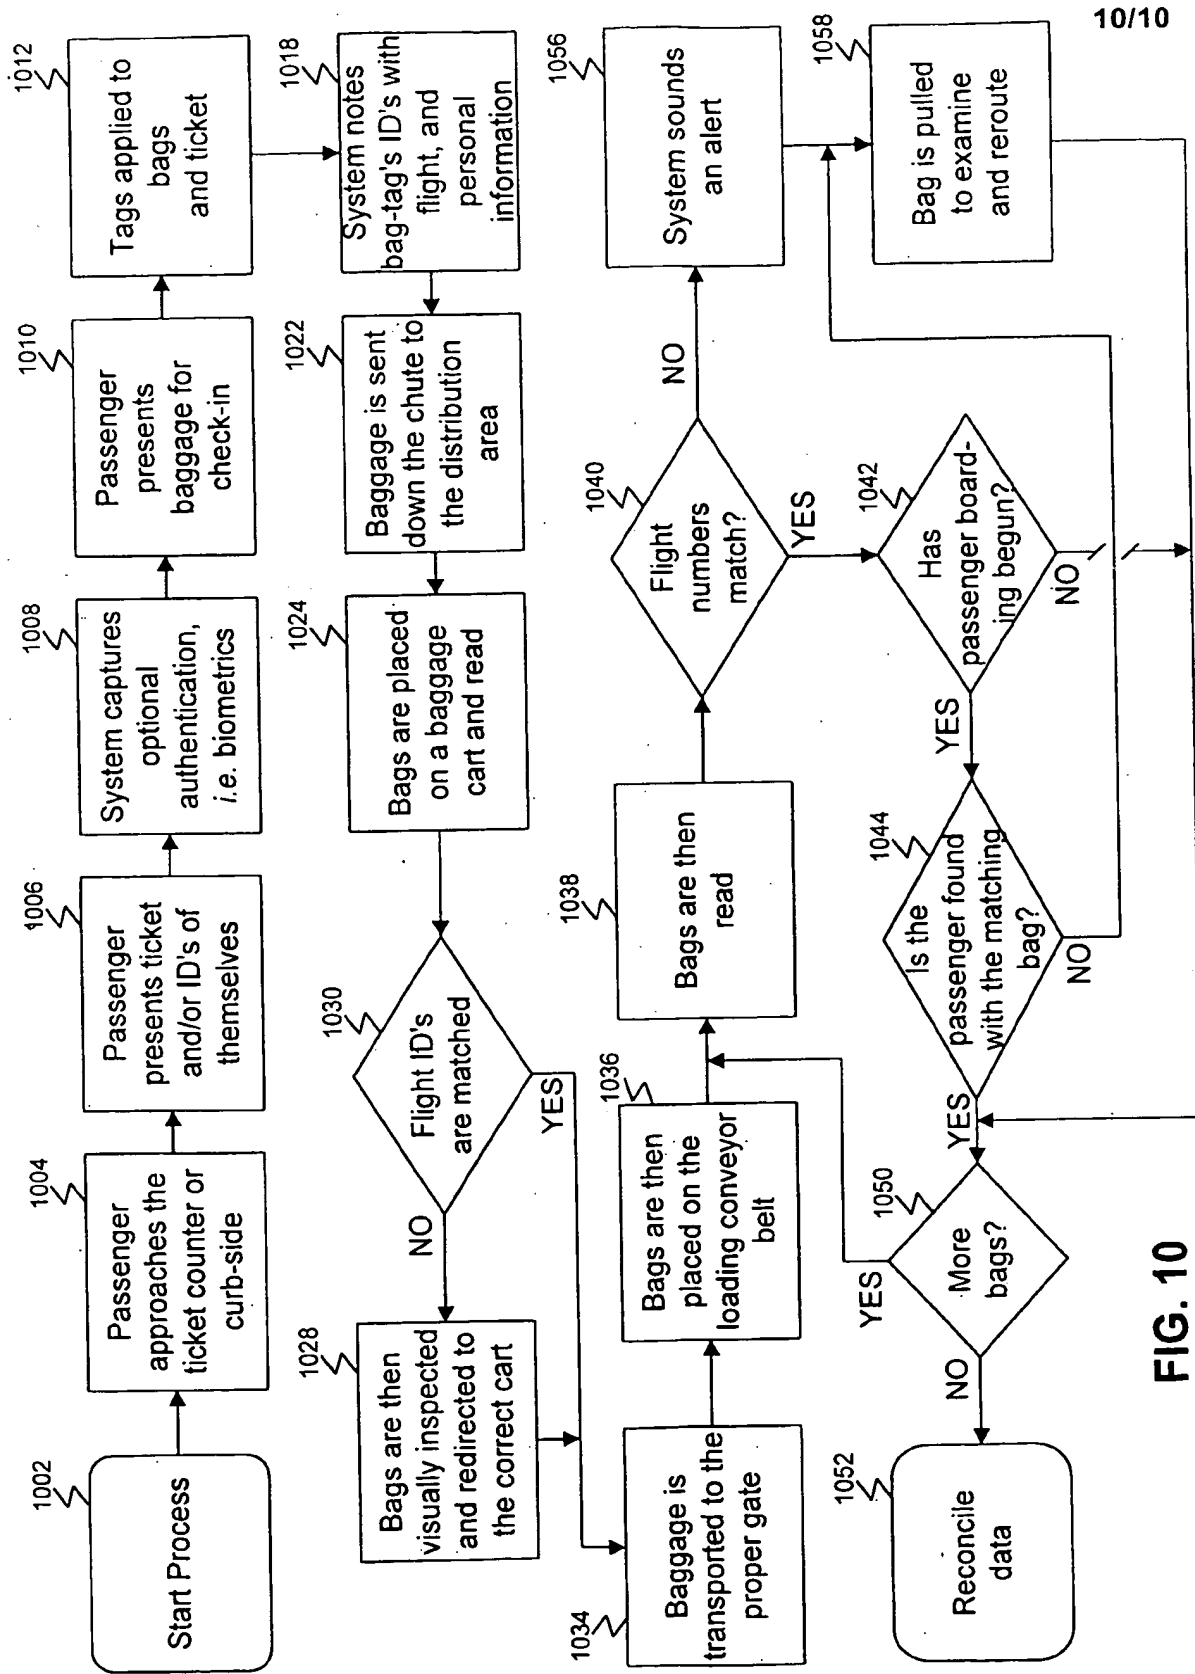 10/10
1002
Start Process
1004
Passenger
approaches the
ticket counter or
curb-side
1006
Passenger
presents ticket
and/or ID's of
themselves
1008
System captures
optional
authentication,
i.e. biometrics
1010
Passenger
presents
baggage for
check-in
1012
Tags applied to
bags
and ticket
1018
System notes
bag-tag's ID's with
flight, and
personal
information
1022
Baggage is sent
down the chute to
the distribution
area
1024
Bags are placed
on a baggage
cart and read
1030
Flight ID's
are matched
NO
YES
1028
Bags are then
visually inspected
and redirected to
the correct cart
1034
Baggage is
transported to the
proper gate
1036
Bags are then
placed on the
loading conveyor
belt
1038
Bags are then
read
1040
Flight
numbers
match?
NO
YES
1056
System sounds
an alert
1058
Bag is pulled
to examine
and reroute
1042
Has
passenger board-
ing begun?
YES
NO
1044
Is the
passenger found
with the matching
bag?
YES
NO
1050
More
bags?
YES
NO
1052
Reconcile
data
FIG. 10